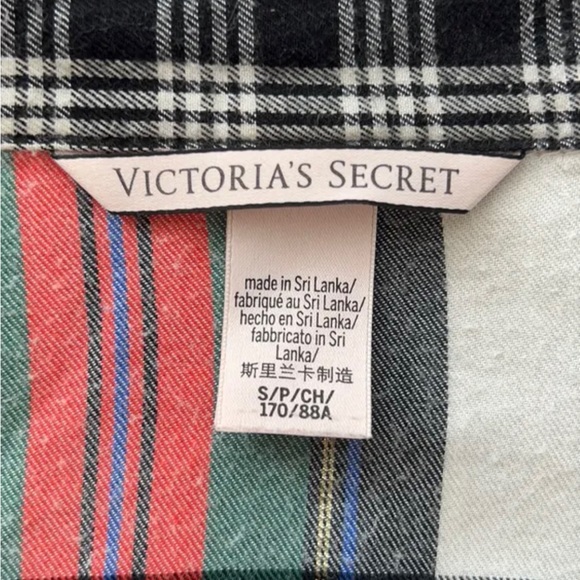 VICTORIA'S SECRET
made in Sri Lanka/
fabriqué au Sri Lanka/
hecho en Sri Lanka/
fabbricato in Sri
Lanka/
斯里兰卡制造
S/P/CH/
170/88A